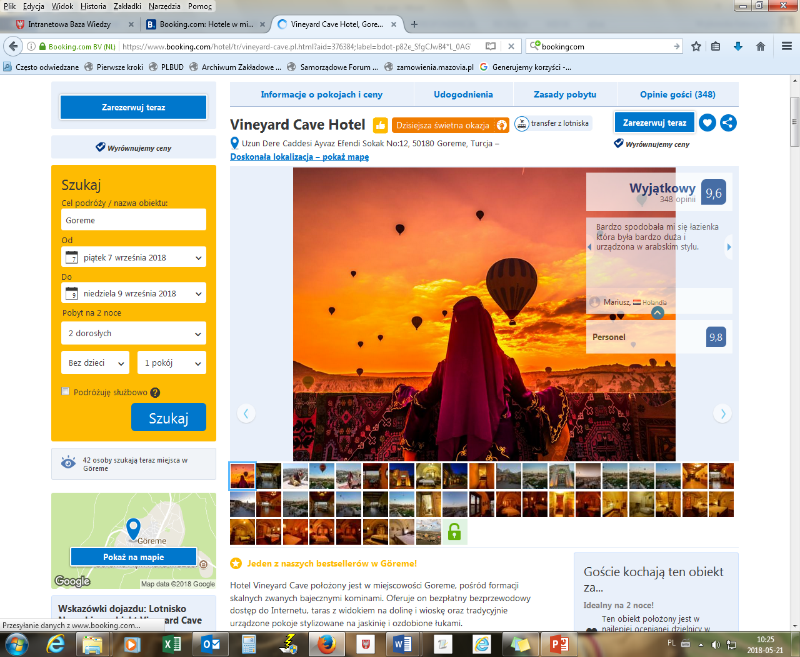 Plik Edycja Widok Historia Zakładki Narzędzia Pomoc
Intranetowa Baza Wiedzy
Booking.com: Hotele w mi...
Vineyard Cave Hotel, Gore...
Booking.com BV (NL)
https://www.booking.com/hotel/tr/vineyard-cave.pl.html?aid=376384;label=bdot-p82e_
bookingcom
Często odwiedzane Pierwsze kroki PLBUD Archiwum Zakładowe ... Samorządowe Forum ... zamowienia.mazovia.pl Generujemy korzyści -...
Zarezerwuj teraz
Wyrównujemy ceny
Szukaj
Cel podróży / nazwa obiektu:
Goreme
Od
7 piątek 7 września 2018
Do
9 niedziela 9 września 2018
Pobyt na 2 noce
2 dorosłych
Bez dzieci 1 pokój
Podróżuję służbowo ?
Szukaj
42 osoby szukają teraz miejsca w
Göreme
Göreme
Pokaż na mapie
Google
Map data ©2018 Google
Wskazówki dojazdu: Lotnisko
Vineyard Cave
Informacje o pokojach i ceny Udogodnienia Zasady pobytu Opinie gości (348)
Vineyard Cave Hotel
Dzisiejsza świetna okazja
transfer z lotniska
Zarezerwuj teraz
Uzun Dere Caddesi Ayvaz Efendi Sokak No:12, 50180 Goreme, Turcja –
Wyrównujemy ceny
Doskonała lokalizacja – pokaż mapę
Wyjątkowy
348 opinii
9,6
Bardzo spodobała mi się łazienka
która była bardzo duża i
urządzona w arabskim stylu.
Mariusz, Holandia
Personel
9,8
Jeden z naszych bestsellerów w Göreme!
Hotel Vineyard Cave położony jest w miejscowości Goreme, pośród formacji
skalnych zwanych bajecznymi kominami. Oferuje on bezpłatny bezprzewodowy
dostęp do Internetu, taras z widokiem na dolinę i wioskę oraz tradycyjnie
urządzone pokoje stylizowane na jaskinię i ozdobione łukami.
Goście kochają ten obiekt
za...
Idealny na 2 noce!
Ten obiekt położony jest w
najlepiej ocenianej dzielnicy w
Przesyłanie danych z www.booking.com...
PL
10:25
2018-05-21